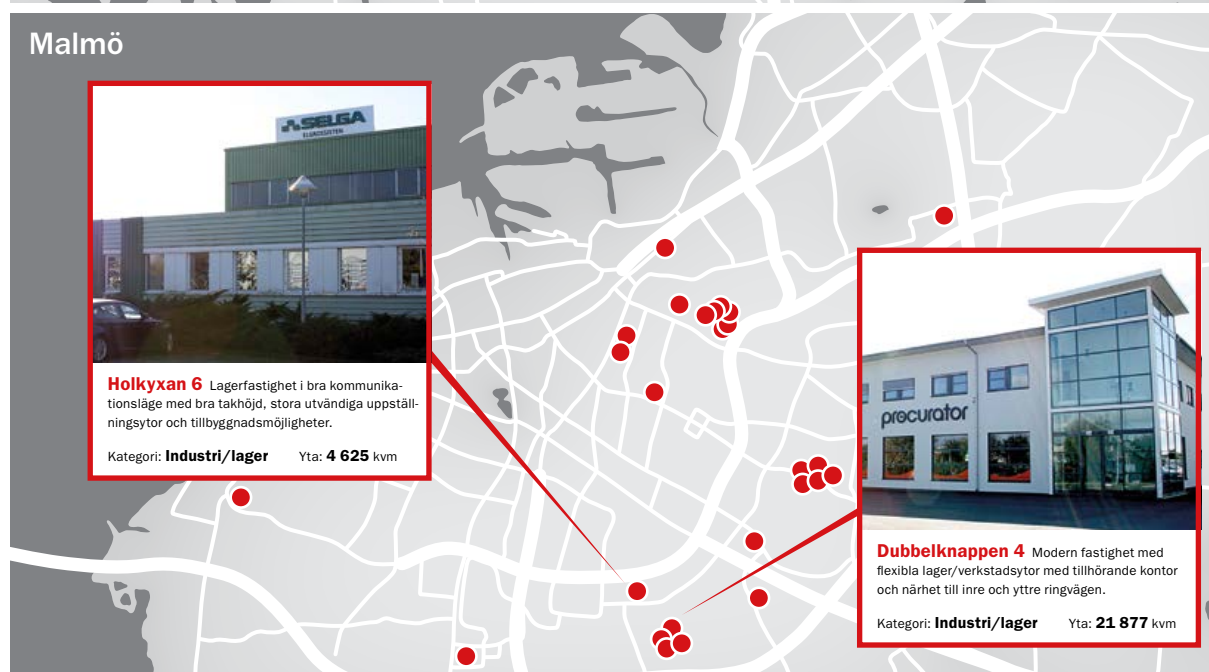 Malmö
SELGA
ELGROSSISTEN
Holkyxan 6 Lagerfastighet i bra kommunika-
tionsläge med bra takhöjd, stora utvändiga uppställ-
ningsytor och tillbyggnadsmöjligheter.
Kategori: Industri/lager Yta: 4 625 kvm
procurator
Dubbelknappen 4 Modern fastighet med
flexibla lager/verkstadsytor med tillhörande kontor
och närhet till inre och yttre ringvägen.
Kategori: Industri/lager Yta: 21 877 kvm